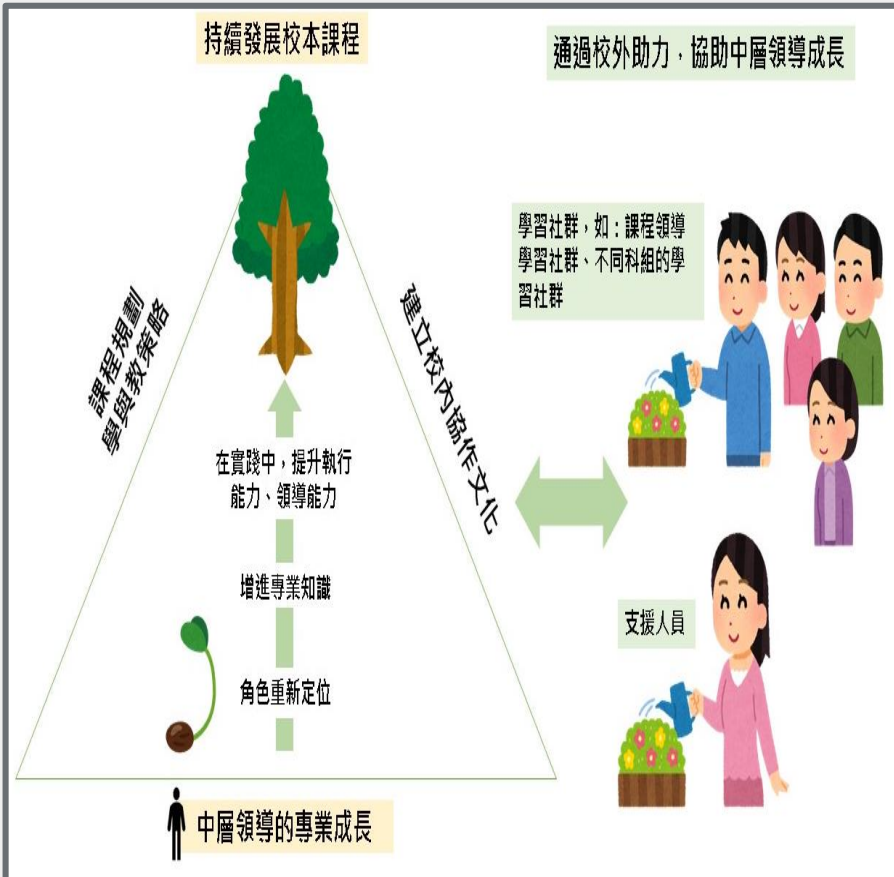 持續發展校本課程
通過校外助力，協助中層領導成長
課程規劃
學與教策略
建立校內協作文化
在實踐中，提升執行
能力、領導能力
增進專業知識
角色重新定位
中層領導的專業成長
學習社群，如：課程領導
學習社群、不同科組的學
習社群
支援人員